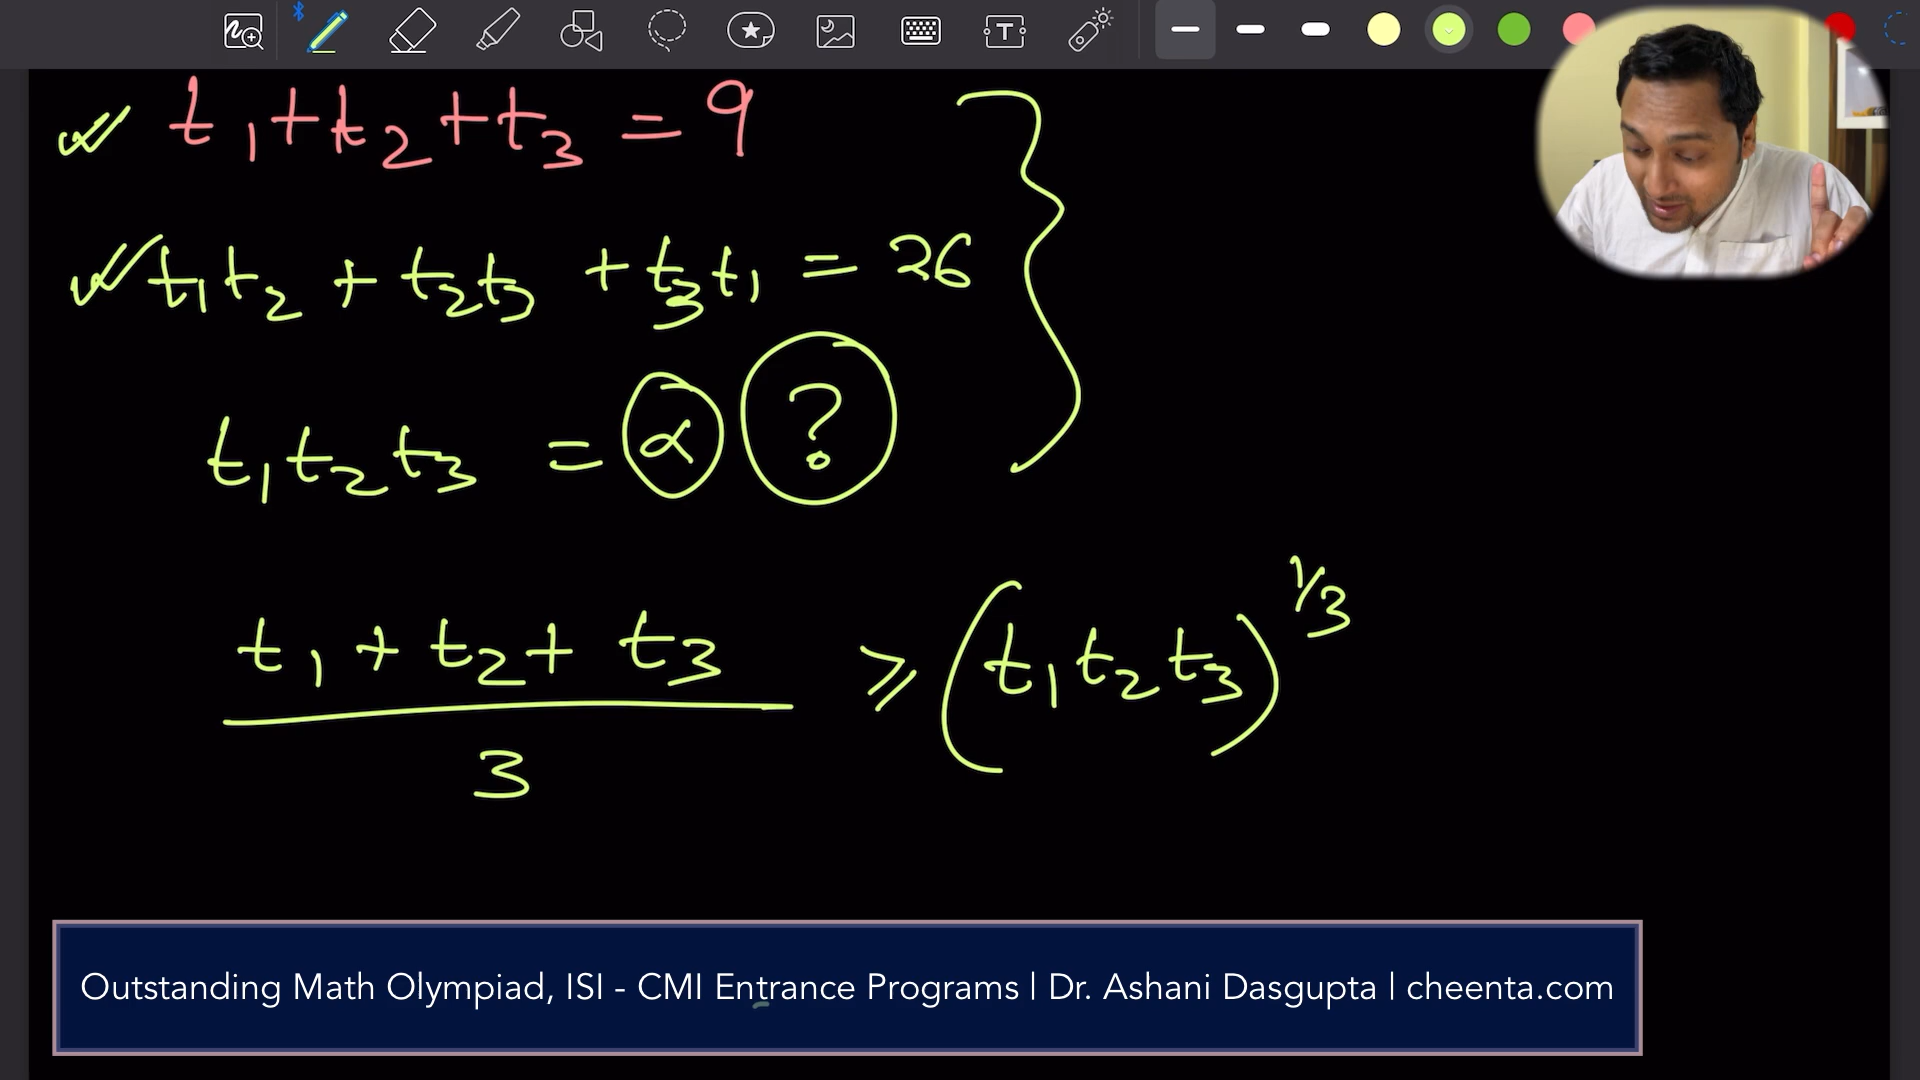 t₁+t₂+t₃ = 9
t₁t₂ + t₂t₃ + t₃t₁ = 26
t₁t₂t₃ = α ?
t₁ + t₂ + t₃ ⩾ (t₁t₂t₃)^1/3
3
Outstanding Math Olympiad, ISI - CMI Entrance Programs | Dr. Ashani Dasgupta | cheenta.com